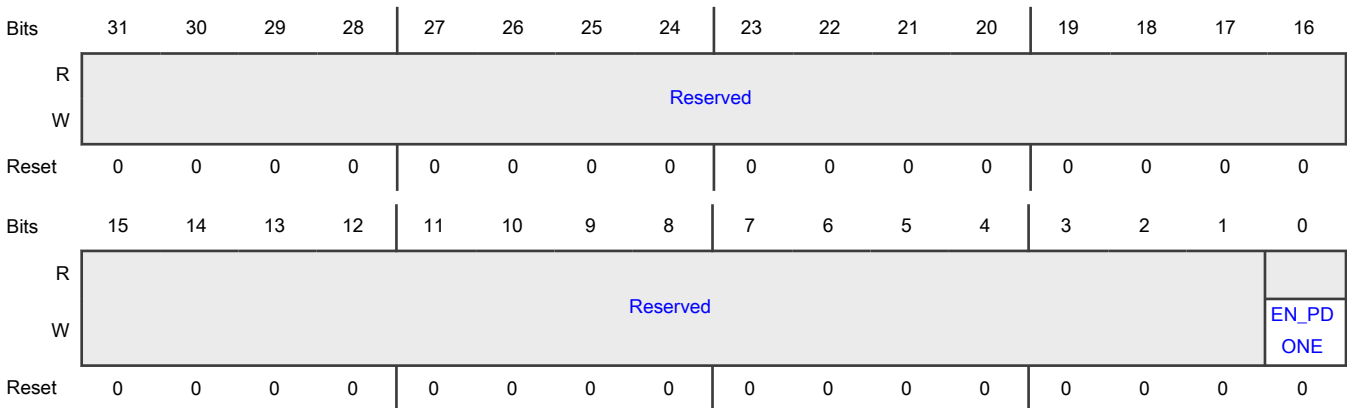 Bits 31 30 29 28 27 26 25 24 23 22 21 20 19 18 17 16
R
Reserved
W
Reset 0 0 0 0 0 0 0 0 0 0 0 0 0 0 0 0
Bits 15 14 13 12 11 10 9 8 7 6 5 4 3 2 1 0
R
Reserved
W
EN_PD
ONE
Reset 0 0 0 0 0 0 0 0 0 0 0 0 0 0 0 0